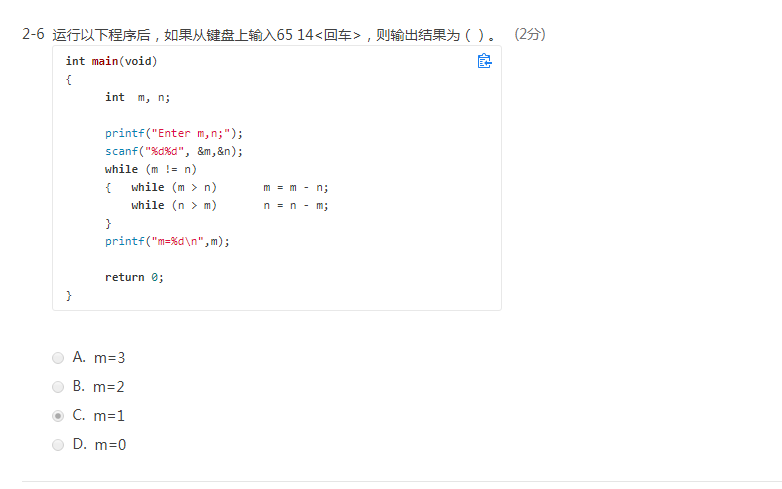 2-6 运行以下程序后，如果从键盘上输入65 14<回车>，则输出结果为 ( ) 。 (2分)
int main(void)
{
int m, n;
printf("Enter m,n;");
scanf("%d%d", &m,&n);
while (m != n)
{ while (m > n) m = m - n;
while (n > m) n = n - m;
}
printf("m=%d\n",m);
return 0;
}
A. m=3
B. m=2
C. m=1
D. m=0